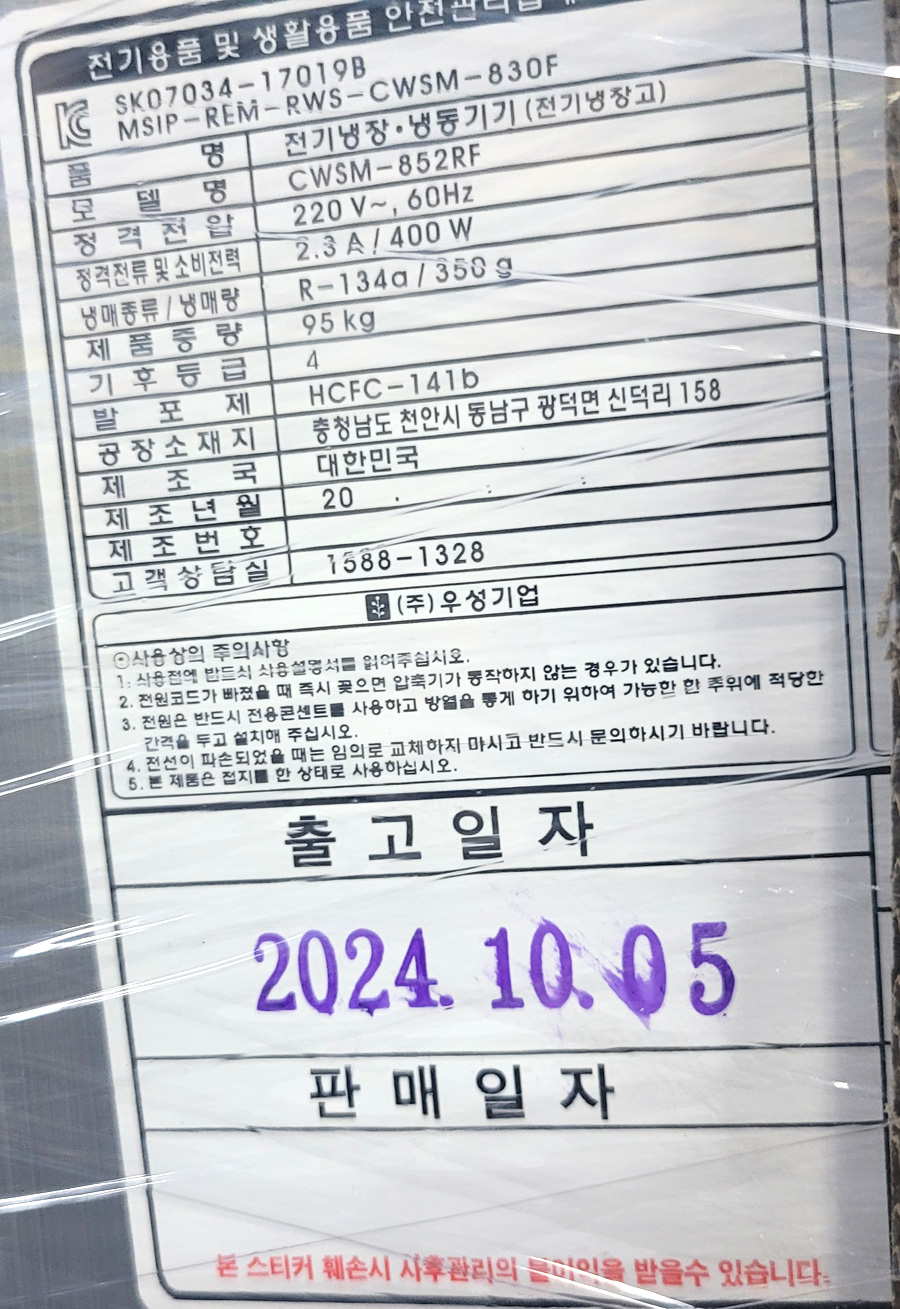 전기용품 및 생활용품 안전관리법
SK07034-17019B
MSIP-REM-RWS-CWSM-830F
품 명 전기냉장·냉동기기 (전기냉장고)
모 델 명 CWSM-852RF
정 격 전 압 220 V~, 60Hz
정격전류 및 소비전력 2.3 A / 400 W
냉매종류 / 냉매량 R-134a / 350 g
제 품 중 량 95 kg
기 후 등 급 4
발 포 제 HCFC-141b
공 장 소 재 지 충청남도 천안시 동남구 광덕면 신덕리 158
제 조 국 대한민국
제 조 년 월 20 . . .
제 조 번 호
고 객 상 담 실 1588-1328
(주)우성기업
⊙사용상의 주의사항
1. 사용전에 반드시 사용설명서를 읽어주십시오.
2. 전원코드가 빠졌을 때 즉시 꽂으면 압축기가 동작하지 않는 경우가 있습니다.
3. 전원은 반드시 전용콘센트를 사용하고 방열을 통게 하기 위하여 가능한 한 주위에 적당한
간격을 두고 설치해 주십시오.
4. 전선이 파손되었을 때는 임의로 교체하지 마시고 반드시 문의하시기 바랍니다.
5. 본 제품은 접지를 한 상태로 사용하십시오.
출 고 일 자
2024. 10. 05
판 매 일 자
본 스티커 훼손시 사후관리의 불이익을 받을수 있습니다.